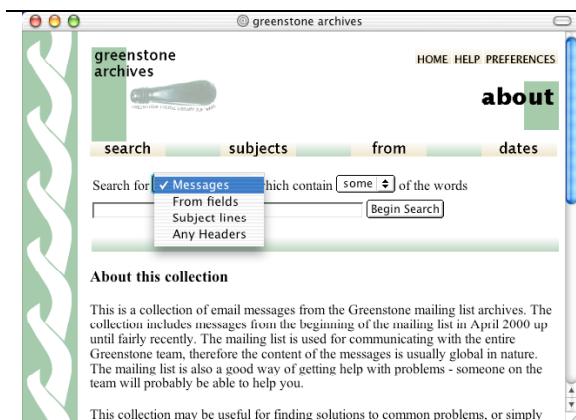 greenstone archives
greenstone
archives
HOME HELP PREFERENCES
about
search subjects from dates
Search for ✓ Messages hich contain some of the words
From fields
Subject lines
Any Headers
Begin Search
About this collection
This is a collection of email messages from the Greenstone mailing list archives. The
collection includes messages from the beginning of the mailing list in April 2000 up
until fairly recently. The mailing list is used for communicating with the entire
Greenstone team, therefore the content of the messages is usually global in nature.
The mailing list is also a good way of getting help with problems - someone on the
team will probably be able to help you.
This collection may be useful for finding solutions to common problems, or simply